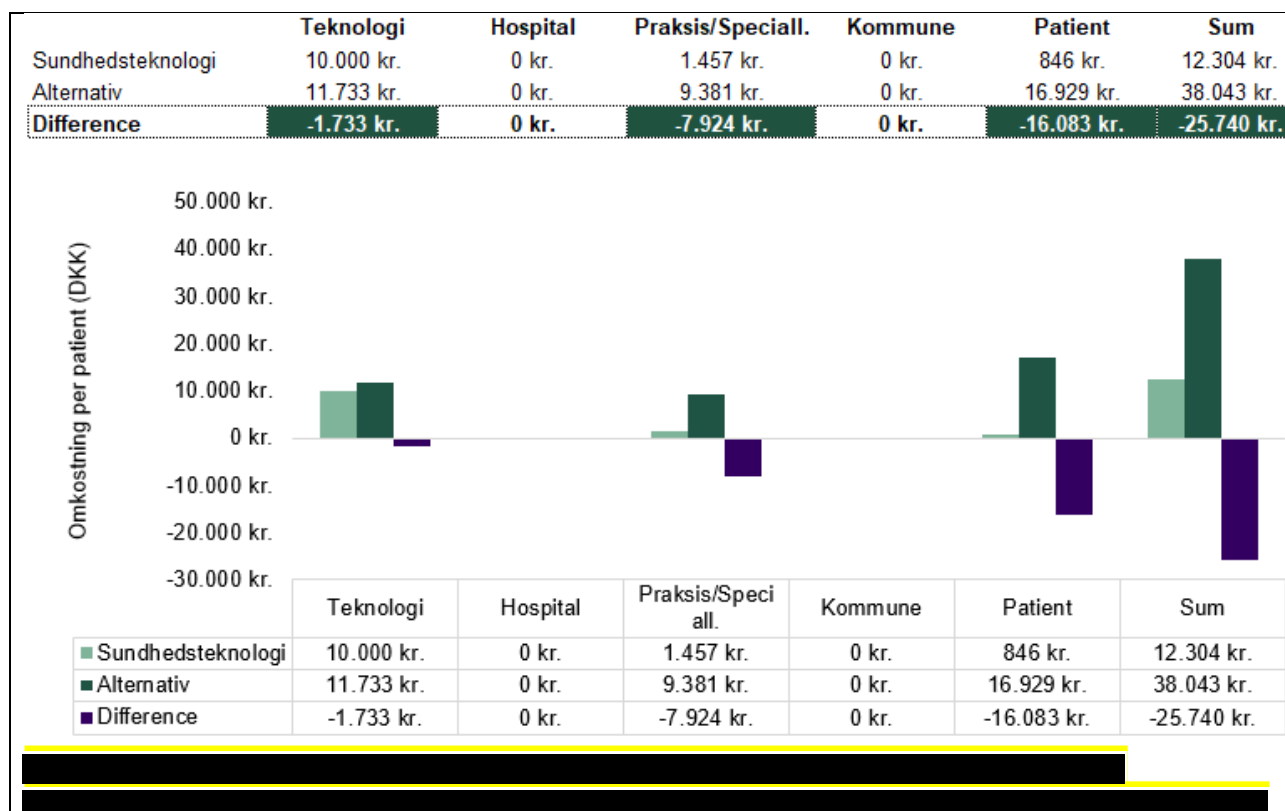 Teknologi Hospital Praksis/Speciall. Kommune Patient Sum
Sundhedsteknologi 10.000 kr. 0 kr. 1.457 kr. 0 kr. 846 kr. 12.304 kr.
Alternativ 11.733 kr. 0 kr. 9.381 kr. 0 kr. 16.929 kr. 38.043 kr.
Difference -1.733 kr. 0 kr. -7.924 kr. 0 kr. -16.083 kr. -25.740 kr.
Omkostning per patient (DKK)
50.000 kr.
40.000 kr.
30.000 kr.
20.000 kr.
10.000 kr.
0 kr.
-10.000 kr.
-20.000 kr.
-30.000 kr.
Teknologi Hospital Praksis/Speci
all. Kommune Patient Sum
Sundhedsteknologi 10.000 kr. 0 kr. 1.457 kr. 0 kr. 846 kr. 12.304 kr.
Alternativ 11.733 kr. 0 kr. 9.381 kr. 0 kr. 16.929 kr. 38.043 kr.
Difference -1.733 kr. 0 kr. -7.924 kr. 0 kr. -16.083 kr. -25.740 kr.